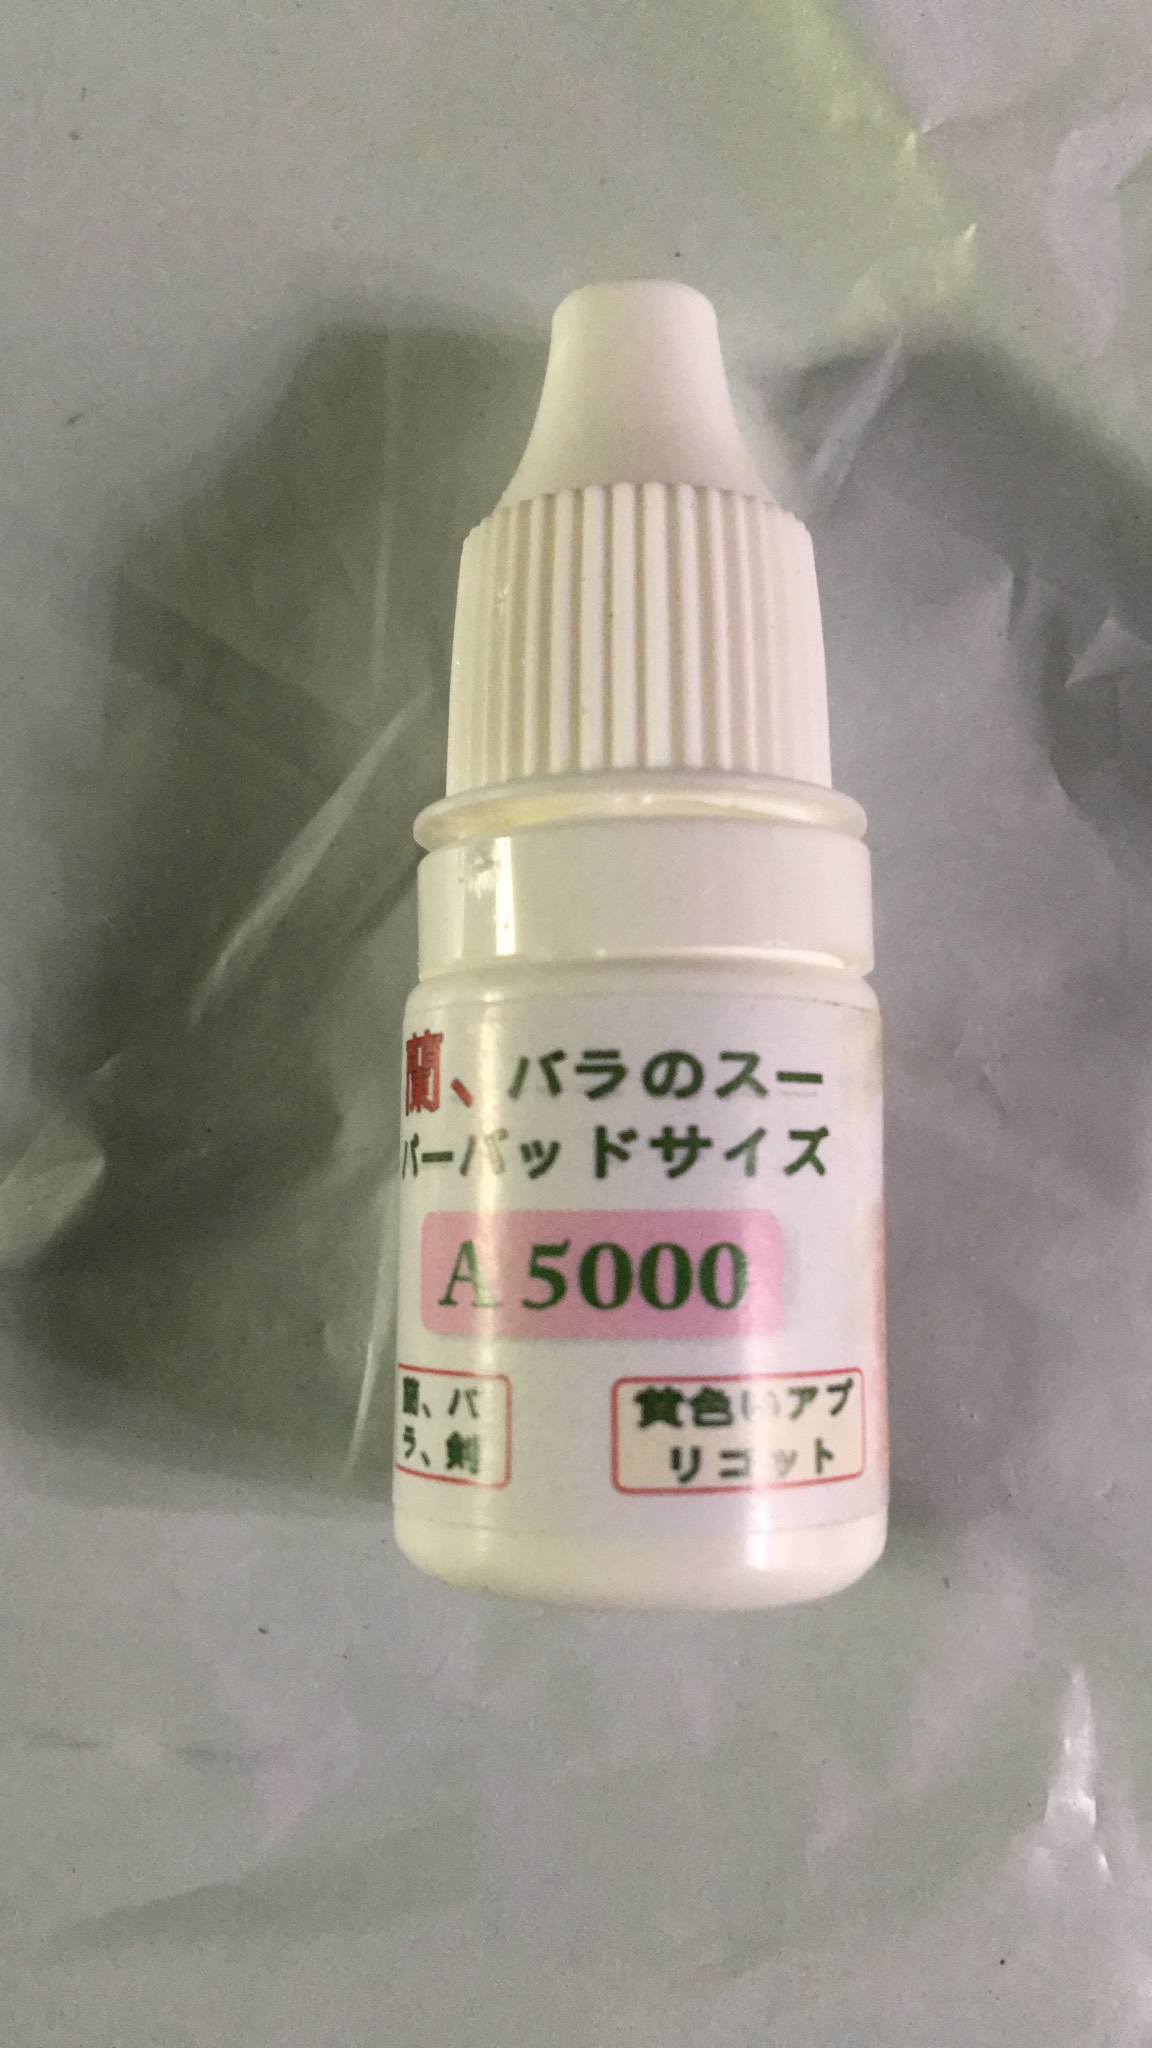 蘭、バラのスー
パーバッドサイズ
A 5000
蘭、バ
ラ、剣
黄色いアプ
リコット